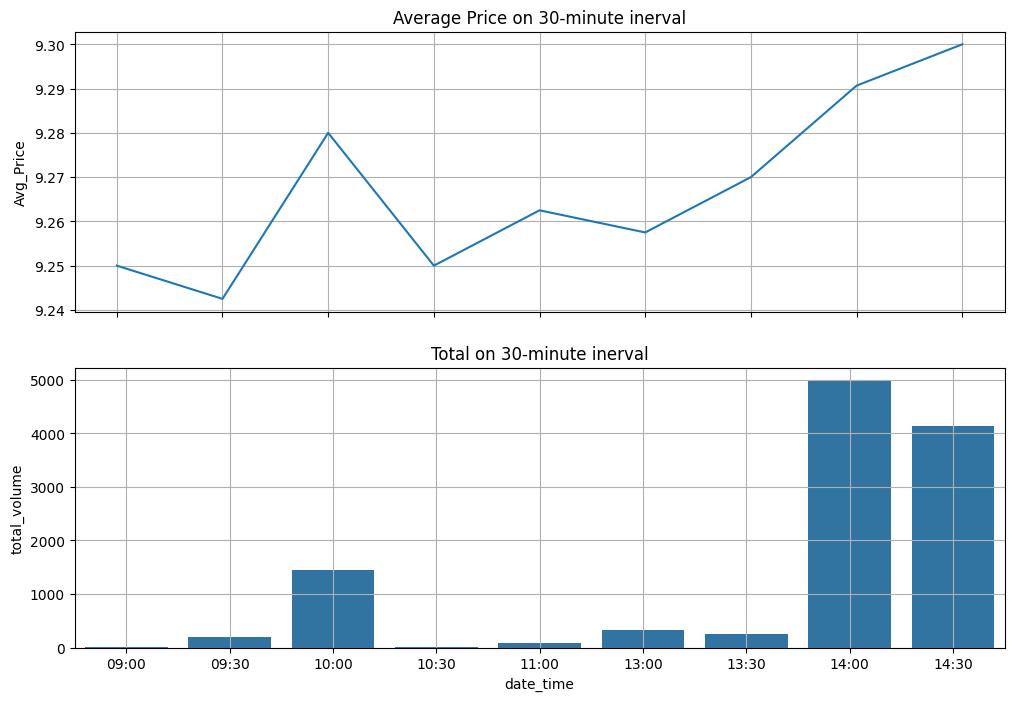 Average Price on 30-minute inerval
9.30
9.29
9.28
9.27
9.26
9.25
9.24
Avg_Price
Total on 30-minute inerval
5000
4000
3000
2000
1000
0
total_volume
09:00 09:30 10:00 10:30 11:00 13:00 13:30 14:00 14:30
date_time